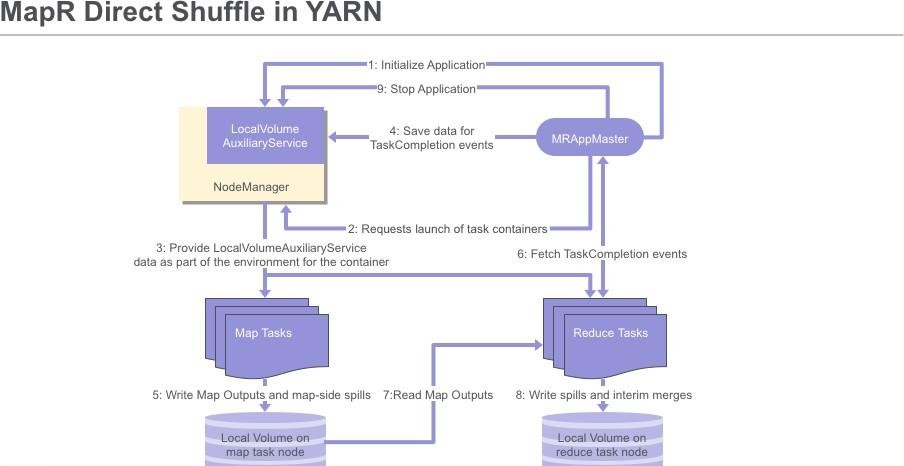 MapR Direct Shuffle in YARN
1: Initialize Application
9: Stop Application
LocalVolume
AuxiliaryService
4: Save data for
TaskCompletion events
MRAppMaster
NodeManager
2: Requests launch of task containers
3: Provide LocalVolumeAuxiliaryService
data as part of the environment for the container
6: Fetch TaskCompletion events
Map Tasks
Reduce Tasks
5: Write Map Outputs and map-side spills
7:Read Map Outputs
8: Write spills and interim merges
Local Volume on
map task node
Local Volume on
reduce task node